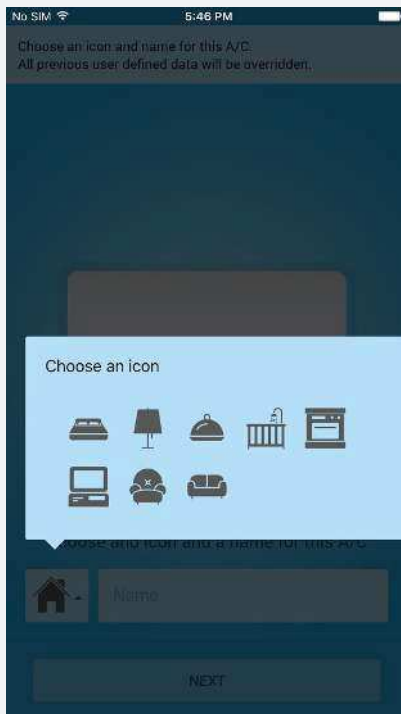 No SIM 5:46 PM
Choose an icon and name for this A/C.
All previous user defined data will be overridden.
Choose an icon
Choose and icon and a name for this A/C
Name
NEXT